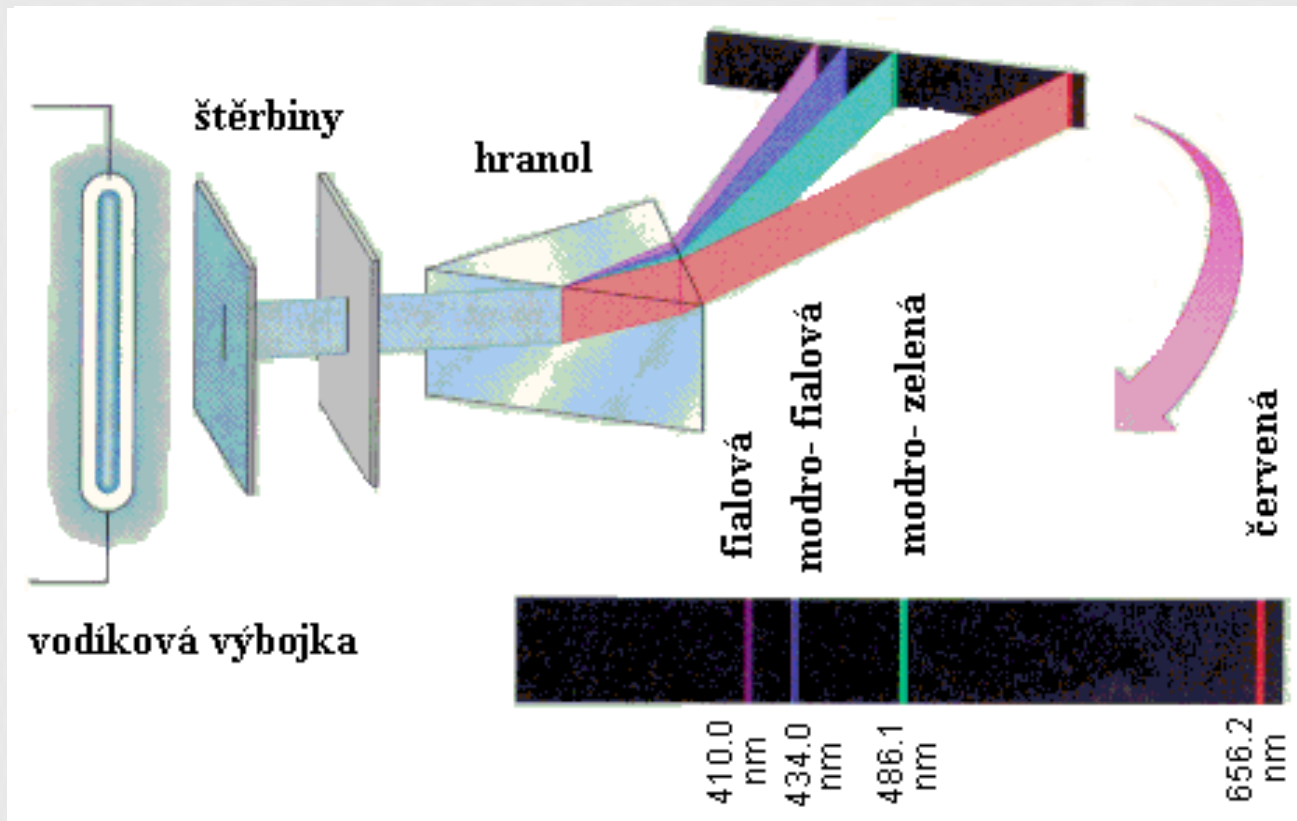 štěrbiny
hranol
vodíková výbojka
fialová
modro- fialová
modro- zelená
červená
410.0
nm
434.0
nm
486.1
nm
656.2
nm